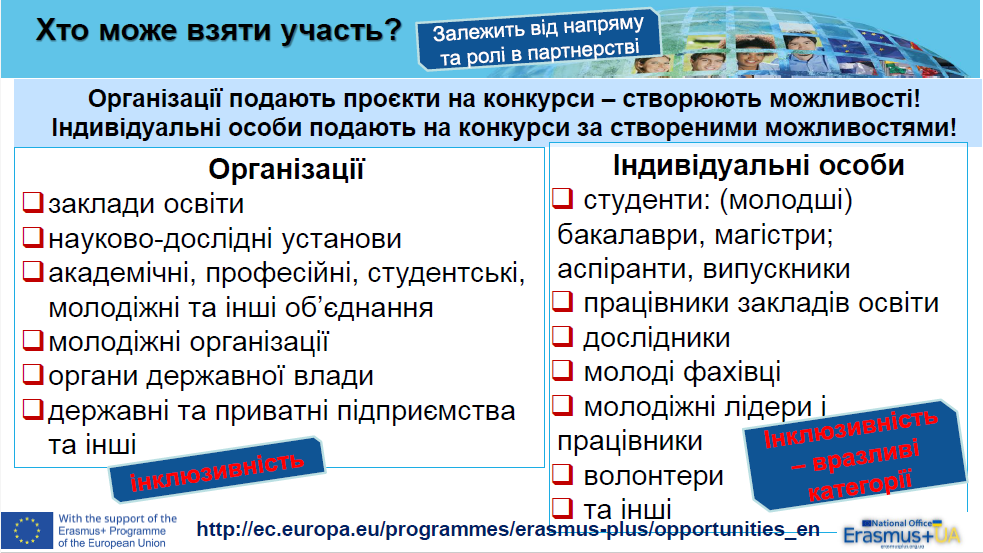 Хто може взяти участь?
Залежить від напряму
та ролі в партнерстві
Організації подають проєкти на конкурси – створюють можливості!
Індивідуальні особи подають на конкурси за створеними можливостями!
Організації
заклади освіти
науково-дослідні установи
академічні, професійні, студентські,
молодіжні та інші об’єднання
молодіжні організації
органи державної влади
державні та приватні підприємства
та інші
інклюзивність
Індивідуальні особи
студенти: (молодші)
бакалаври, магістри;
аспіранти, випускники
працівники закладів освіти
дослідники
молоді фахівці
молодіжні лідери і
працівники
волонтери
та інші
Інклюзивність
– вразливі
категорії
With the support of the
Erasmus+ Programme
of the European Union
http://ec.europa.eu/programmes/erasmus-plus/opportunities_en
National Office
Erasmus+UA
erasmusplus.org.ua